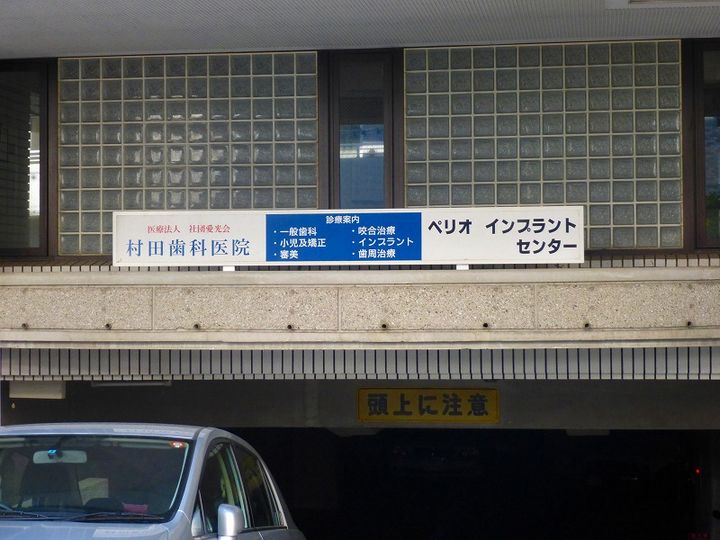 医療法人 社団愛光会
村田歯科医院
診療案内
・一般歯科 ・咬合治療
・小児及矯正 ・インプラント
・審美 ・歯周治療
ペリオ インプラント
センター
頭上に注意